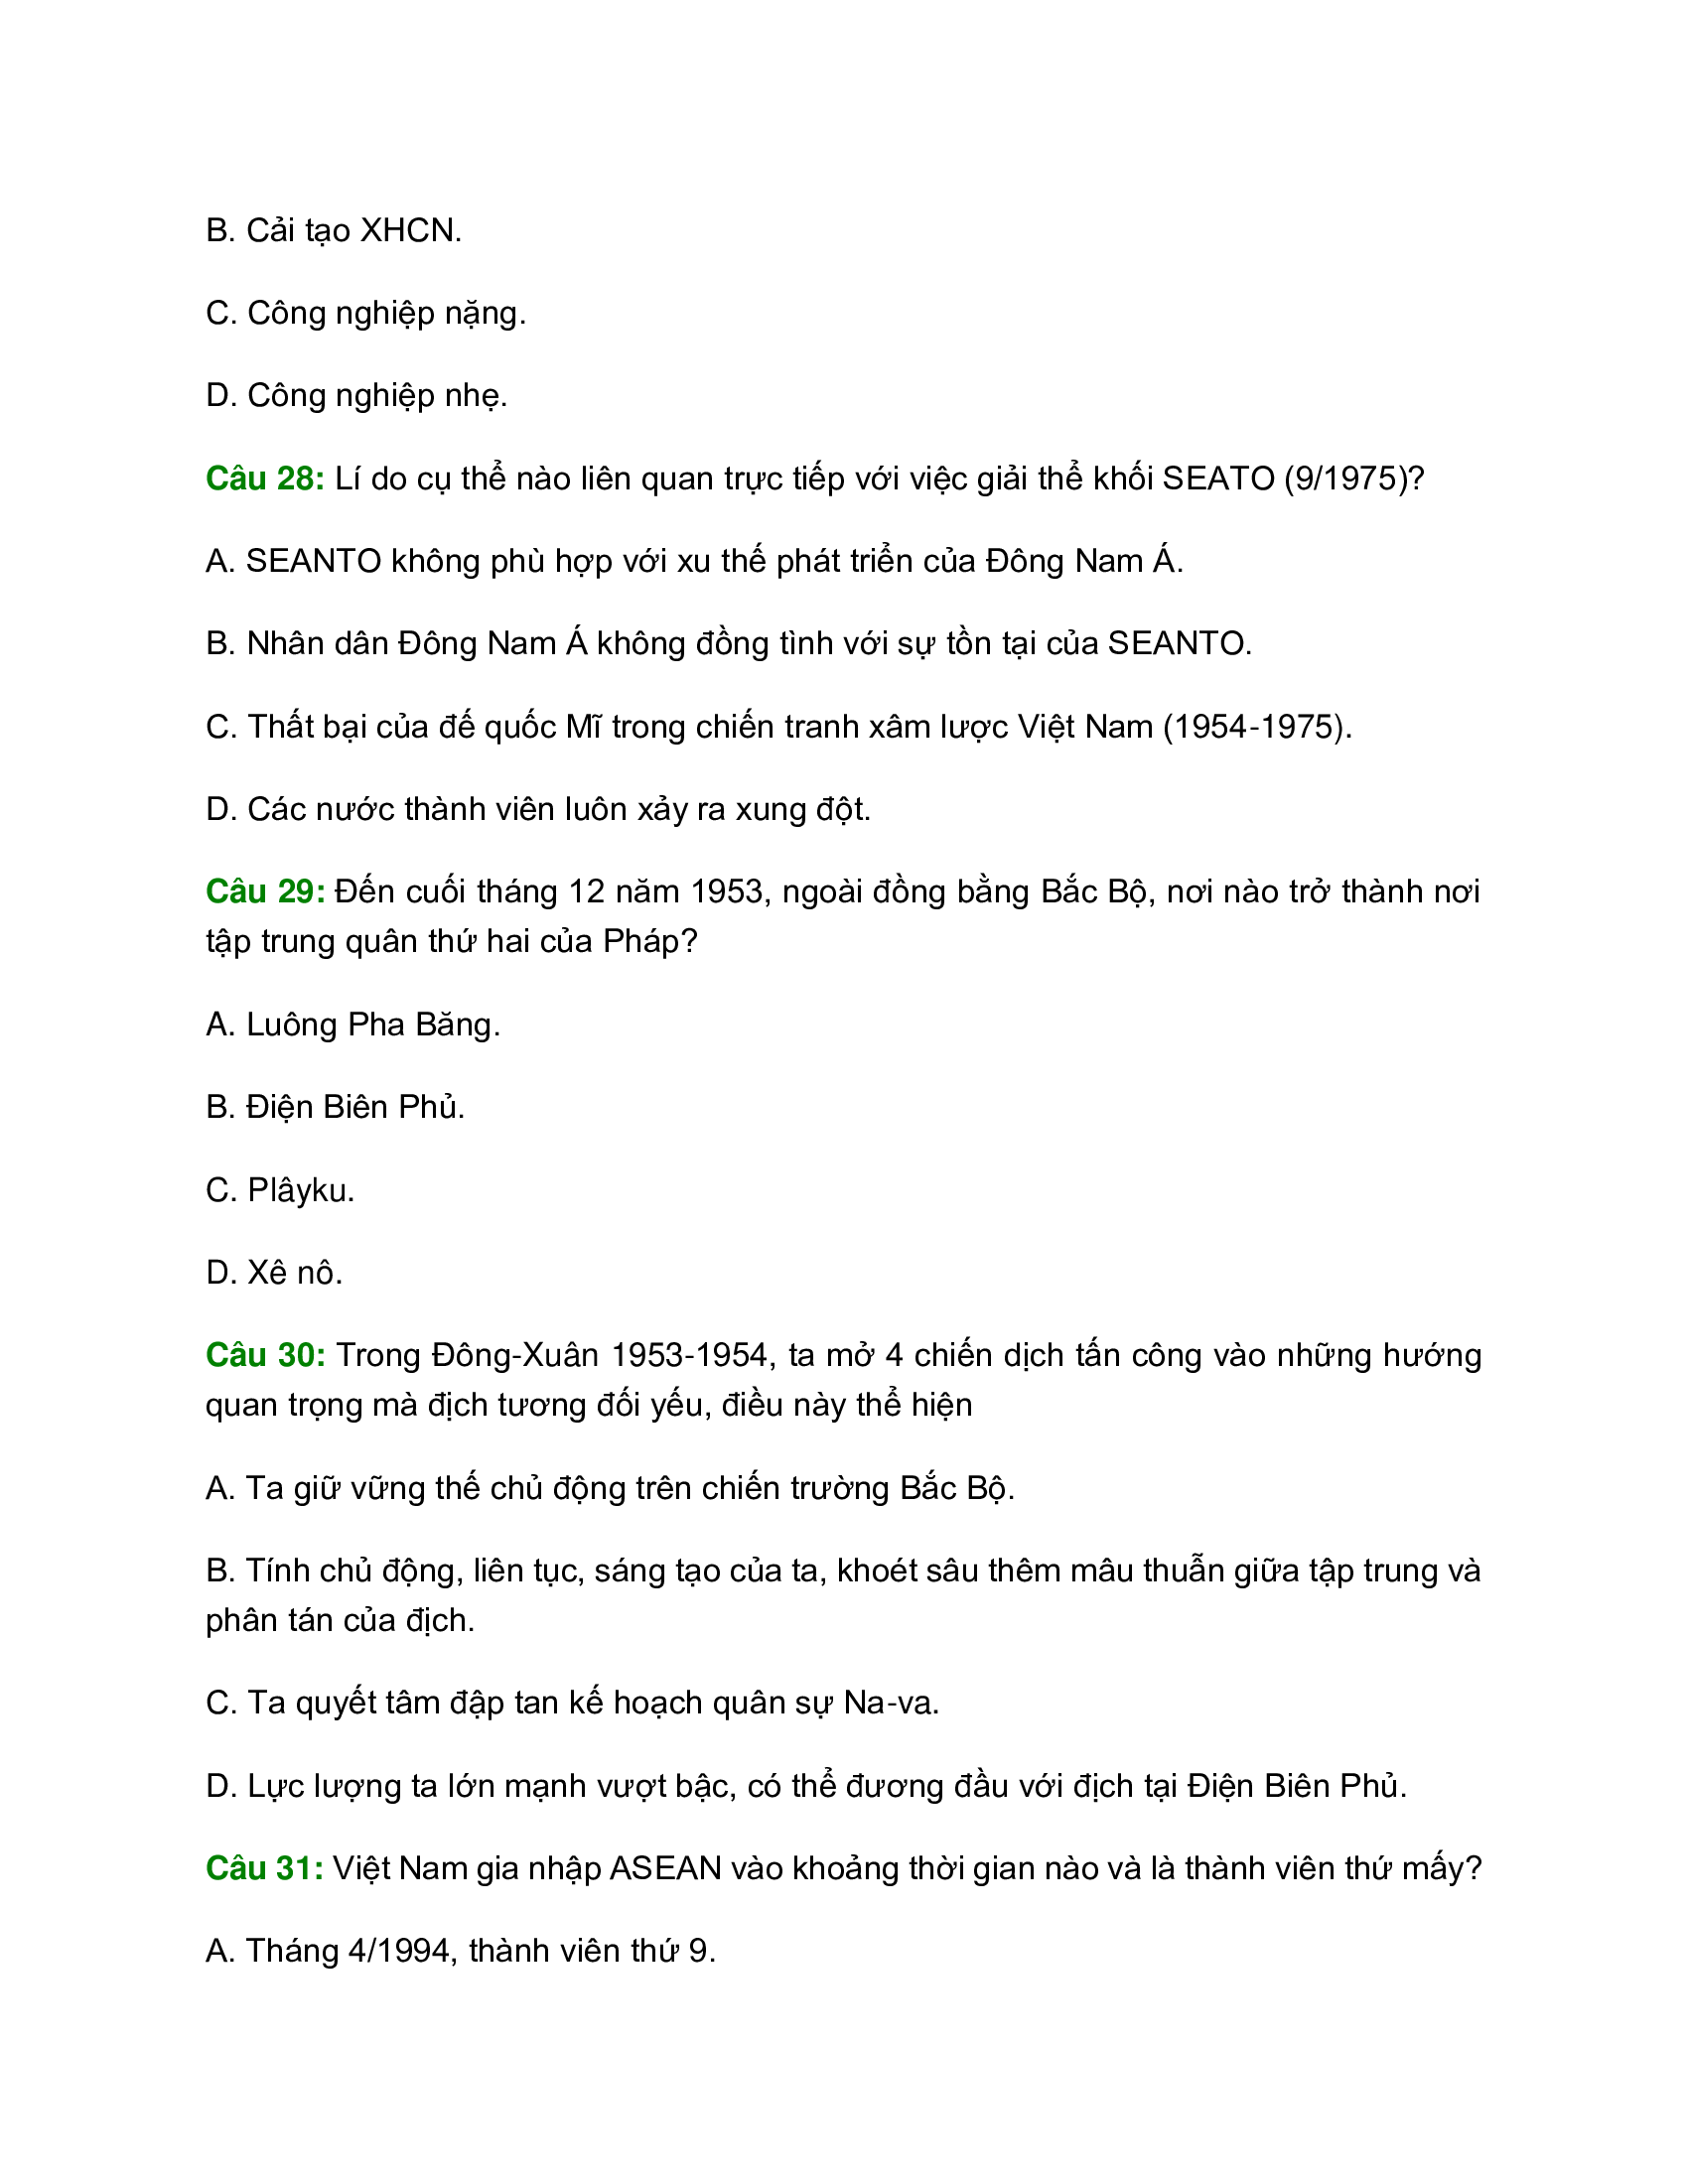 B. Cải tạo XHCN.
C. Công nghiệp nặng.
D. Công nghiệp nhẹ.
Câu 28: Lí do cụ thể nào liên quan trực tiếp với việc giải thể khối SEATO (9/1975)?
A. SEANTO không phù hợp với xu thế phát triển của Đông Nam Á.
B. Nhân dân Đông Nam Á không đồng tình với sự tồn tại của SEANTO.
C. Thất bại của đế quốc Mĩ trong chiến tranh xâm lược Việt Nam (1954-1975).
D. Các nước thành viên luôn xảy ra xung đột.
Câu 29: Đến cuối tháng 12 năm 1953, ngoài đồng bằng Bắc Bộ, nơi nào trở thành nơi
tập trung quân thứ hai của Pháp?
A. Luông Pha Băng.
B. Điện Biên Phủ.
C. Plâyku.
D. Xê nô.
Câu 30: Trong Đông-Xuân 1953-1954, ta mở 4 chiến dịch tấn công vào những hướng
quan trọng mà địch tương đối yếu, điều này thể hiện
A. Ta giữ vững thế chủ động trên chiến trường Bắc Bộ.
B. Tính chủ động, liên tục, sáng tạo của ta, khoét sâu thêm mâu thuẫn giữa tập trung và
phân tán của địch.
C. Ta quyết tâm đập tan kế hoạch quân sự Na-va.
D. Lực lượng ta lớn mạnh vượt bậc, có thể đương đầu với địch tại Điện Biên Phủ.
Câu 31: Việt Nam gia nhập ASEAN vào khoảng thời gian nào và là thành viên thứ mấy?
A. Tháng 4/1994, thành viên thứ 9.